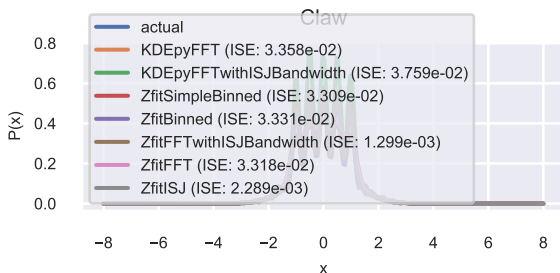 Claw
actual
KDEpyFFT (ISE: 3.358e-02)
KDEpyFFTwithISJBandwidth (ISE: 3.759e-02)
ZfitSimpleBinned (ISE: 3.309e-02)
ZfitBinned (ISE: 3.331e-02)
ZfitFFTwithISJBandwidth (ISE: 1.299e-03)
ZfitFFT (ISE: 3.318e-02)
ZfitISJ (ISE: 2.289e-03)
P(x)
0.8
0.6
0.4
0.2
0.0
−8 −6 −4 −2 0 2 4 6 8
x